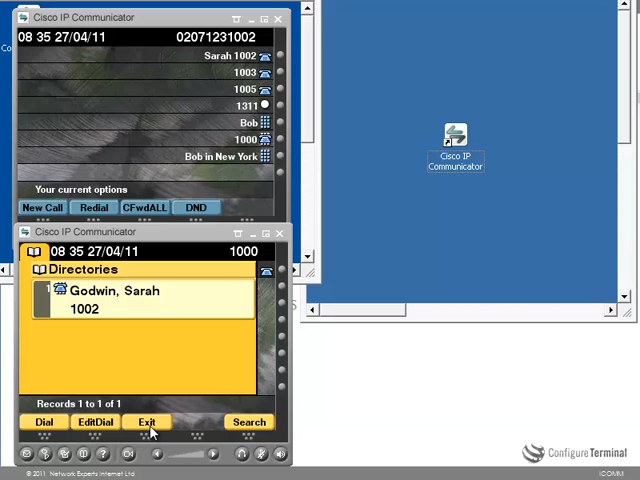 Cisco IP Communicator
08 35 27/04/11 02071231002
Sarah 1002
1003
1005
1311
Bob
1000
Bob in New York
Your current options
New Call Redial CFwdALL DND
Cisco IP Communicator
08 35 27/04/11 1000
Directories
1 Godwin, Sarah
1002
Records 1 to 1 of 1
Dial EditDial Exit Search
Cisco IP
Communicator
ConfigureTerminal
© 2011 Network Experts Internet Ltd
iCOMM